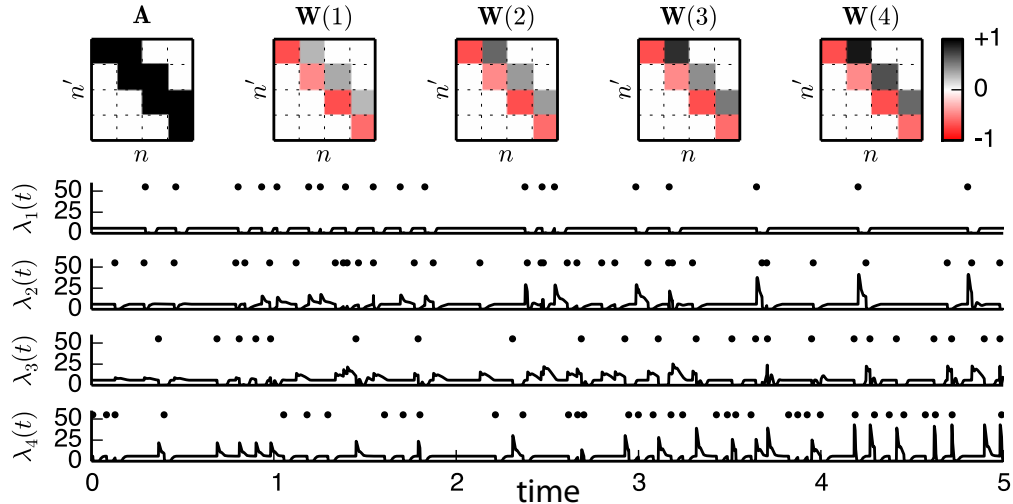 A W(1) W(2) W(3) W(4)
n′ n′ n′ n′ n′ +1
0
-1
n n n n n
λ₁(t) 50
25
0
λ₂(t) 50
25
0
λ₃(t) 50
25
0
λ₄(t) 50
25
0
0 1 2 3 4 5
time